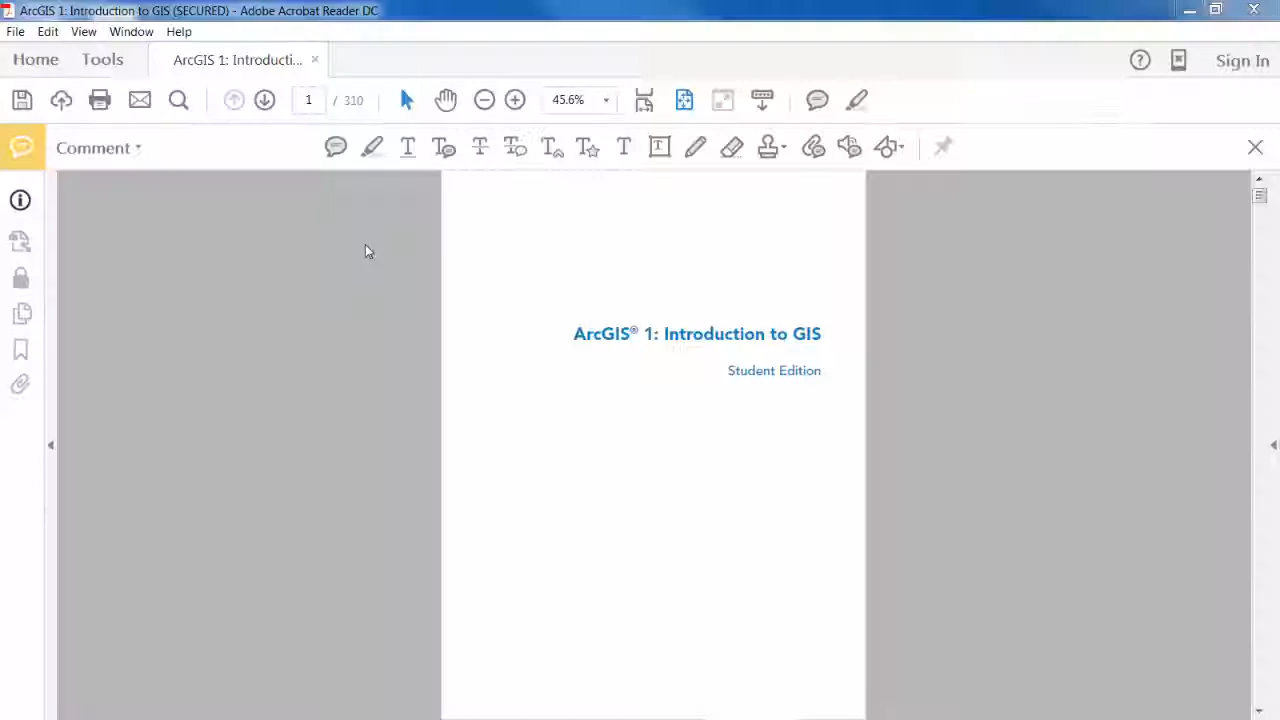 ArcGIS 1: Introduction to GIS (SECURED) - Adobe Acrobat Reader DC
File Edit View Window Help
Home Tools ArcGIS 1: Introducti... × Sign In
1 / 310 45.6%
Comment
ArcGIS® 1: Introduction to GIS
Student Edition